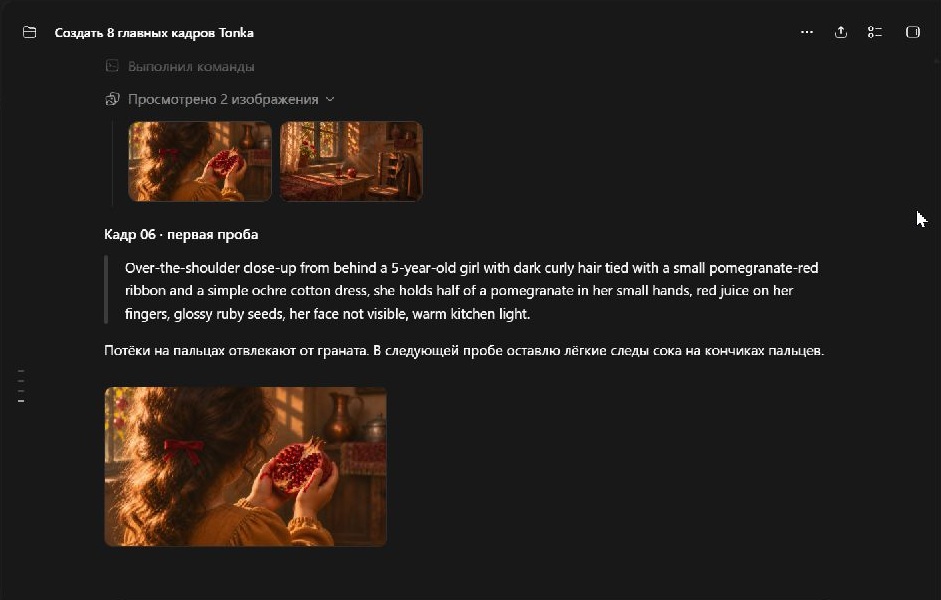 Создать 8 главных кадров Tonka
Выполнил команды
Просмотрено 2 изображения
Кадр 06 · первая проба
Over-the-shoulder close-up from behind a 5-year-old girl with dark curly hair tied with a small pomegranate-red
ribbon and a simple ochre cotton dress, she holds half of a pomegranate in her small hands, red juice on her
fingers, glossy ruby seeds, her face not visible, warm kitchen light.
Потёки на пальцах отвлекают от граната. В следующей пробе оставлю лёгкие следы сока на кончиках пальцев.